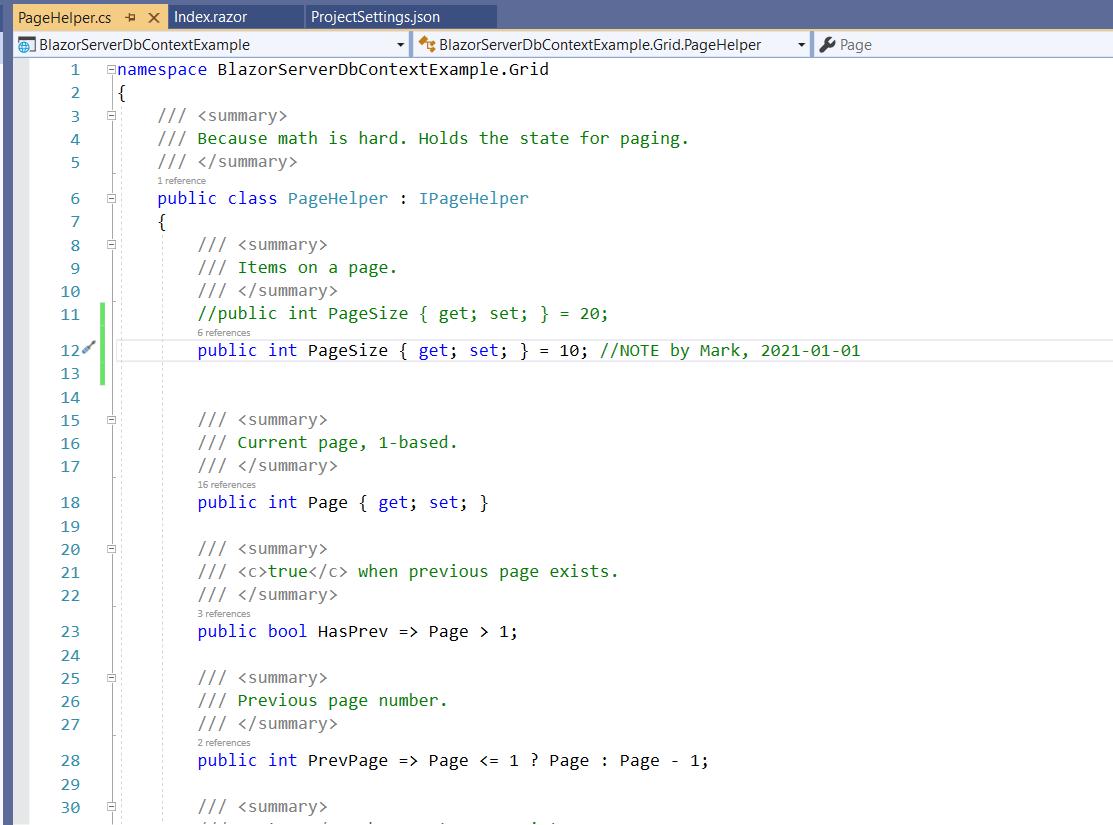 PageHelper.cs Index.razor ProjectSettings.json
BlazorServerDbContextExample BlazorServerDbContextExample.Grid.PageHelper Page
1 namespace BlazorServerDbContextExample.Grid
2 {
3 /// <summary>
4 /// Because math is hard. Holds the state for paging.
5 /// </summary>
1 reference
6 public class PageHelper : IPageHelper
7 {
8 /// <summary>
9 /// Items on a page.
10 /// </summary>
11 //public int PageSize { get; set; } = 20;
6 references
12 public int PageSize { get; set; } = 10; //NOTE by Mark, 2021-01-01
13
14
15 /// <summary>
16 /// Current page, 1-based.
17 /// </summary>
16 references
18 public int Page { get; set; }
19
20 /// <summary>
21 /// <c>true</c> when previous page exists.
22 /// </summary>
3 references
23 public bool HasPrev => Page > 1;
24
25 /// <summary>
26 /// Previous page number.
27 /// </summary>
2 references
28 public int PrevPage => Page <= 1 ? Page : Page - 1;
29
30 /// <summary>